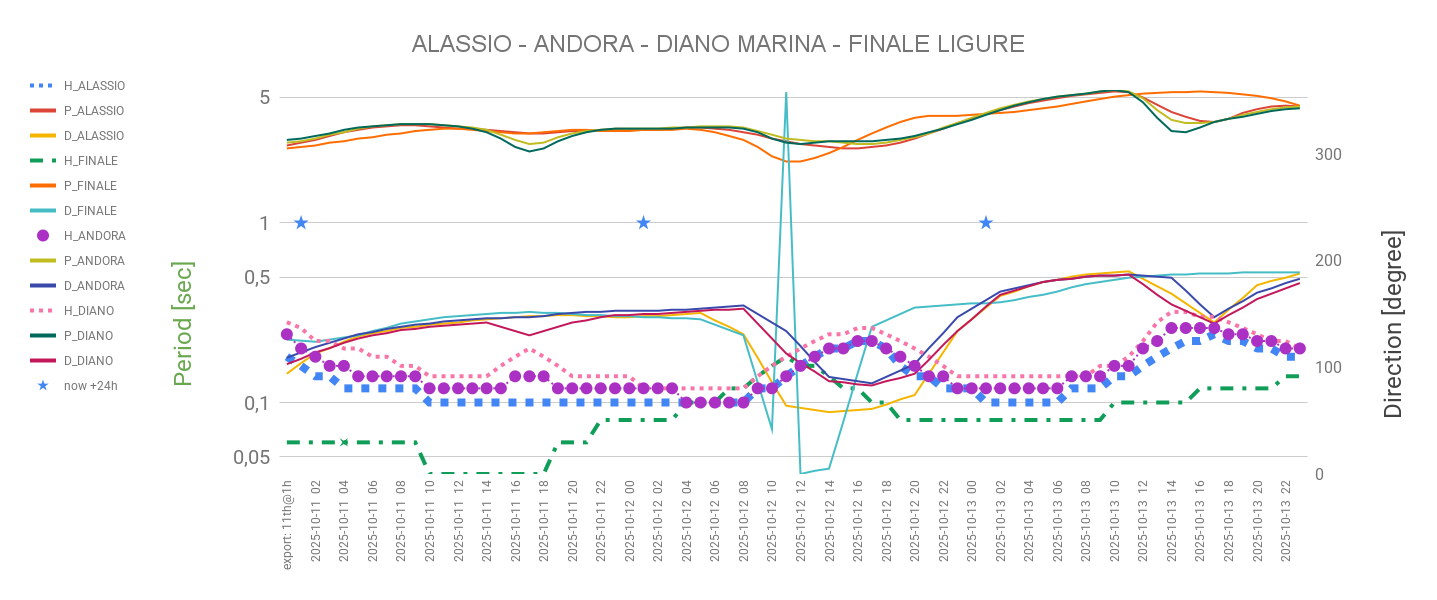 ALASSIO - ANDORA - DIANO MARINA - FINALE LIGURE
H_ALASSIO
P_ALASSIO
D_ALASSIO
H_FINALE
P_FINALE
D_FINALE
H_ANDORA
P_ANDORA
D_ANDORA
H_DIANO
P_DIANO
D_DIANO
now +24h
Period [sec]
5
1
0,5
0,1
0,05
300
200
100
0
Direction [degree]
export: 11th@1h
2025-10-11 02
2025-10-11 04
2025-10-11 06
2025-10-11 08
2025-10-11 10
2025-10-11 12
2025-10-11 14
2025-10-11 16
2025-10-11 18
2025-10-11 20
2025-10-11 22
2025-10-12 00
2025-10-12 02
2025-10-12 04
2025-10-12 06
2025-10-12 08
2025-10-12 10
2025-10-12 12
2025-10-12 14
2025-10-12 16
2025-10-12 18
2025-10-12 20
2025-10-12 22
2025-10-13 00
2025-10-13 02
2025-10-13 04
2025-10-13 06
2025-10-13 08
2025-10-13 10
2025-10-13 12
2025-10-13 14
2025-10-13 16
2025-10-13 18
2025-10-13 20
2025-10-13 22